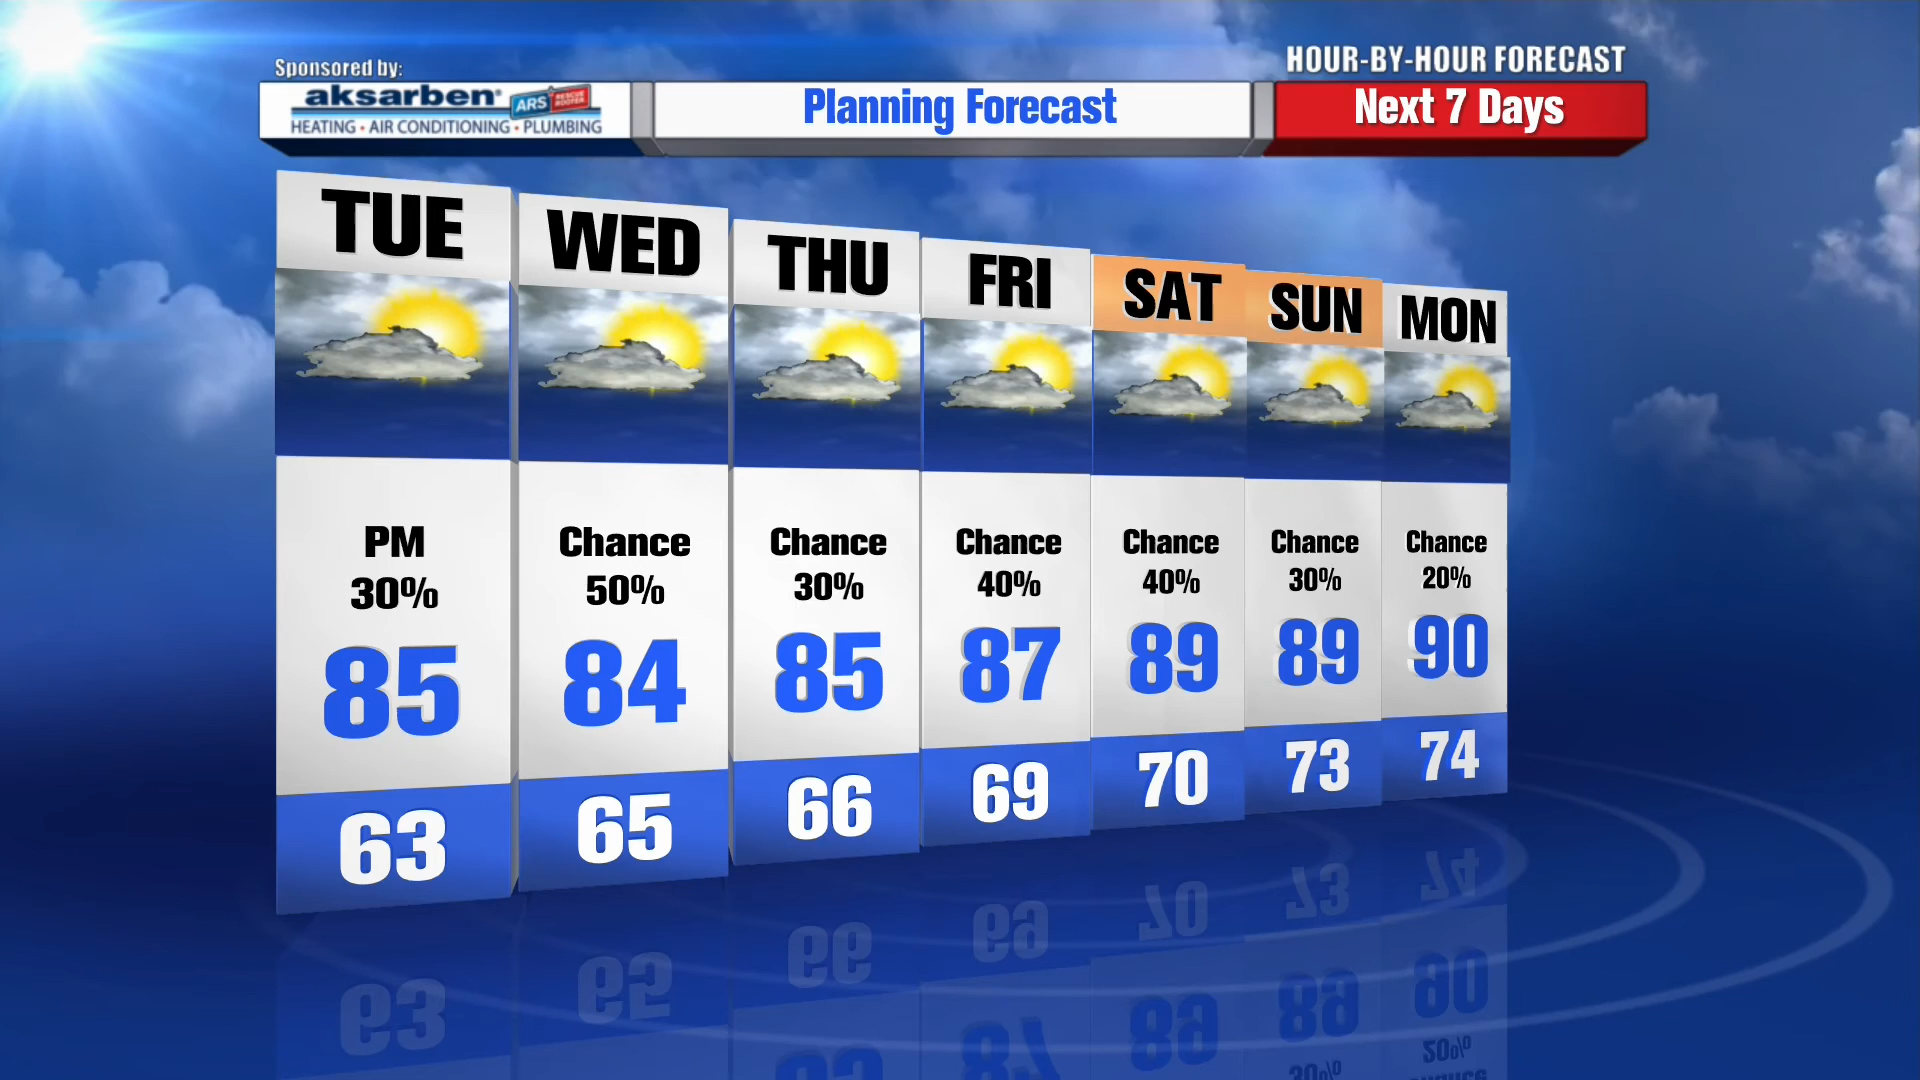 Sponsored by:
aksarben®
ARS RESCUE ROOTER
HEATING • AIR CONDITIONING • PLUMBING
Planning Forecast
HOUR-BY-HOUR FORECAST
Next 7 Days
TUE
PM
30%
85
63
WED
Chance
50%
84
65
THU
Chance
30%
85
66
FRI
Chance
40%
87
69
SAT
Chance
40%
89
70
SUN
Chance
30%
89
73
MON
Chance
20%
90
74